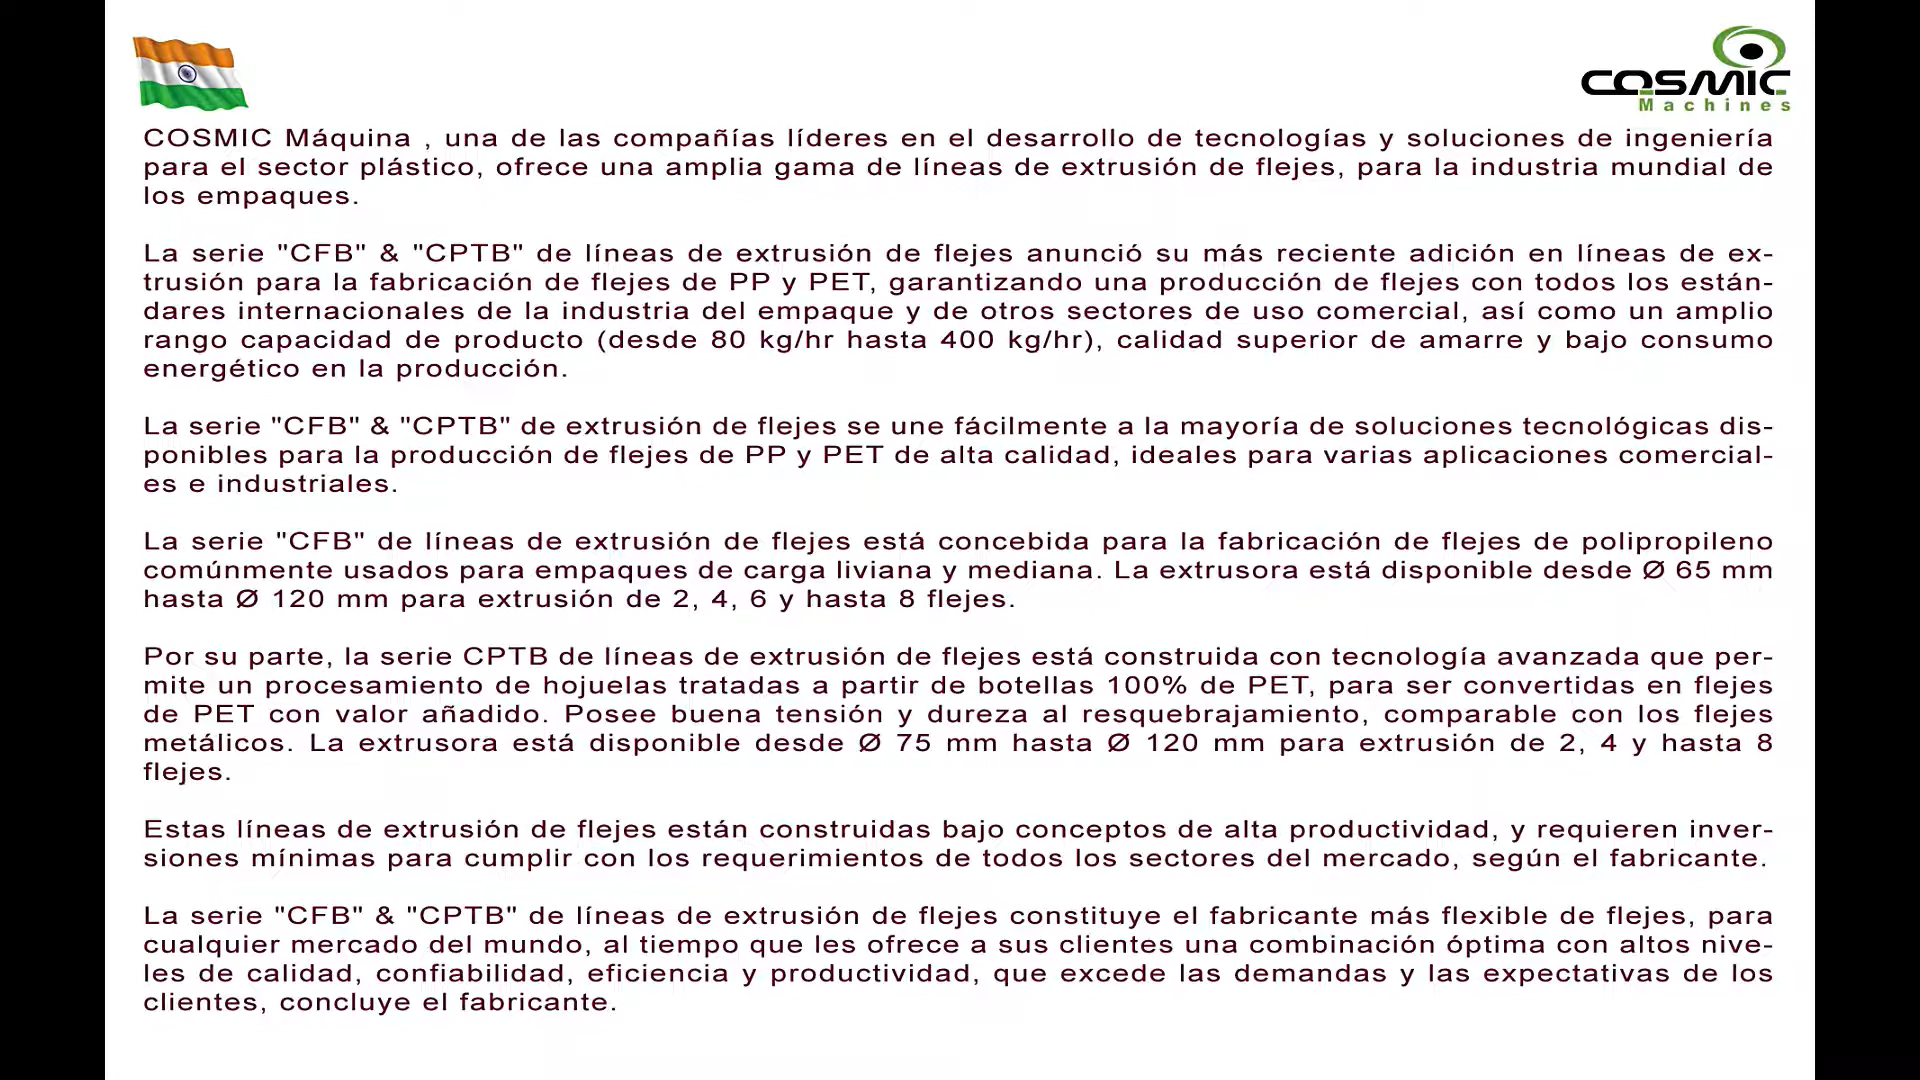 COSMIC
Machines
COSMIC Máquina , una de las compañías líderes en el desarrollo de tecnologías y soluciones de ingeniería
para el sector plástico, ofrece una amplia gama de líneas de extrusión de flejes, para la industria mundial de
los empaques.
La serie "CFB" & "CPTB" de líneas de extrusión de flejes anunció su más reciente adición en líneas de ex-
trusión para la fabricación de flejes de PP y PET, garantizando una producción de flejes con todos los están-
dares internacionales de la industria del empaque y de otros sectores de uso comercial, así como un amplio
rango capacidad de producto (desde 80 kg/hr hasta 400 kg/hr), calidad superior de amarre y bajo consumo
energético en la producción.
La serie "CFB" & "CPTB" de extrusión de flejes se une fácilmente a la mayoría de soluciones tecnológicas dis-
ponibles para la producción de flejes de PP y PET de alta calidad, ideales para varias aplicaciones comercial-
es e industriales.
La serie "CFB" de líneas de extrusión de flejes está concebida para la fabricación de flejes de polipropileno
comúnmente usados para empaques de carga liviana y mediana. La extrusora está disponible desde Ø 65 mm
hasta Ø 120 mm para extrusión de 2, 4, 6 y hasta 8 flejes.
Por su parte, la serie CPTB de líneas de extrusión de flejes está construida con tecnología avanzada que per-
mite un procesamiento de hojuelas tratadas a partir de botellas 100% de PET, para ser convertidas en flejes
de PET con valor añadido. Posee buena tensión y dureza al resquebrajamiento, comparable con los flejes
metálicos. La extrusora está disponible desde Ø 75 mm hasta Ø 120 mm para extrusión de 2, 4 y hasta 8
flejes.
Estas líneas de extrusión de flejes están construidas bajo conceptos de alta productividad, y requieren inver-
siones mínimas para cumplir con los requerimientos de todos los sectores del mercado, según el fabricante.
La serie "CFB" & "CPTB" de líneas de extrusión de flejes constituye el fabricante más flexible de flejes, para
cualquier mercado del mundo, al tiempo que les ofrece a sus clientes una combinación óptima con altos nive-
les de calidad, confiabilidad, eficiencia y productividad, que excede las demandas y las expectativas de los
clientes, concluye el fabricante.